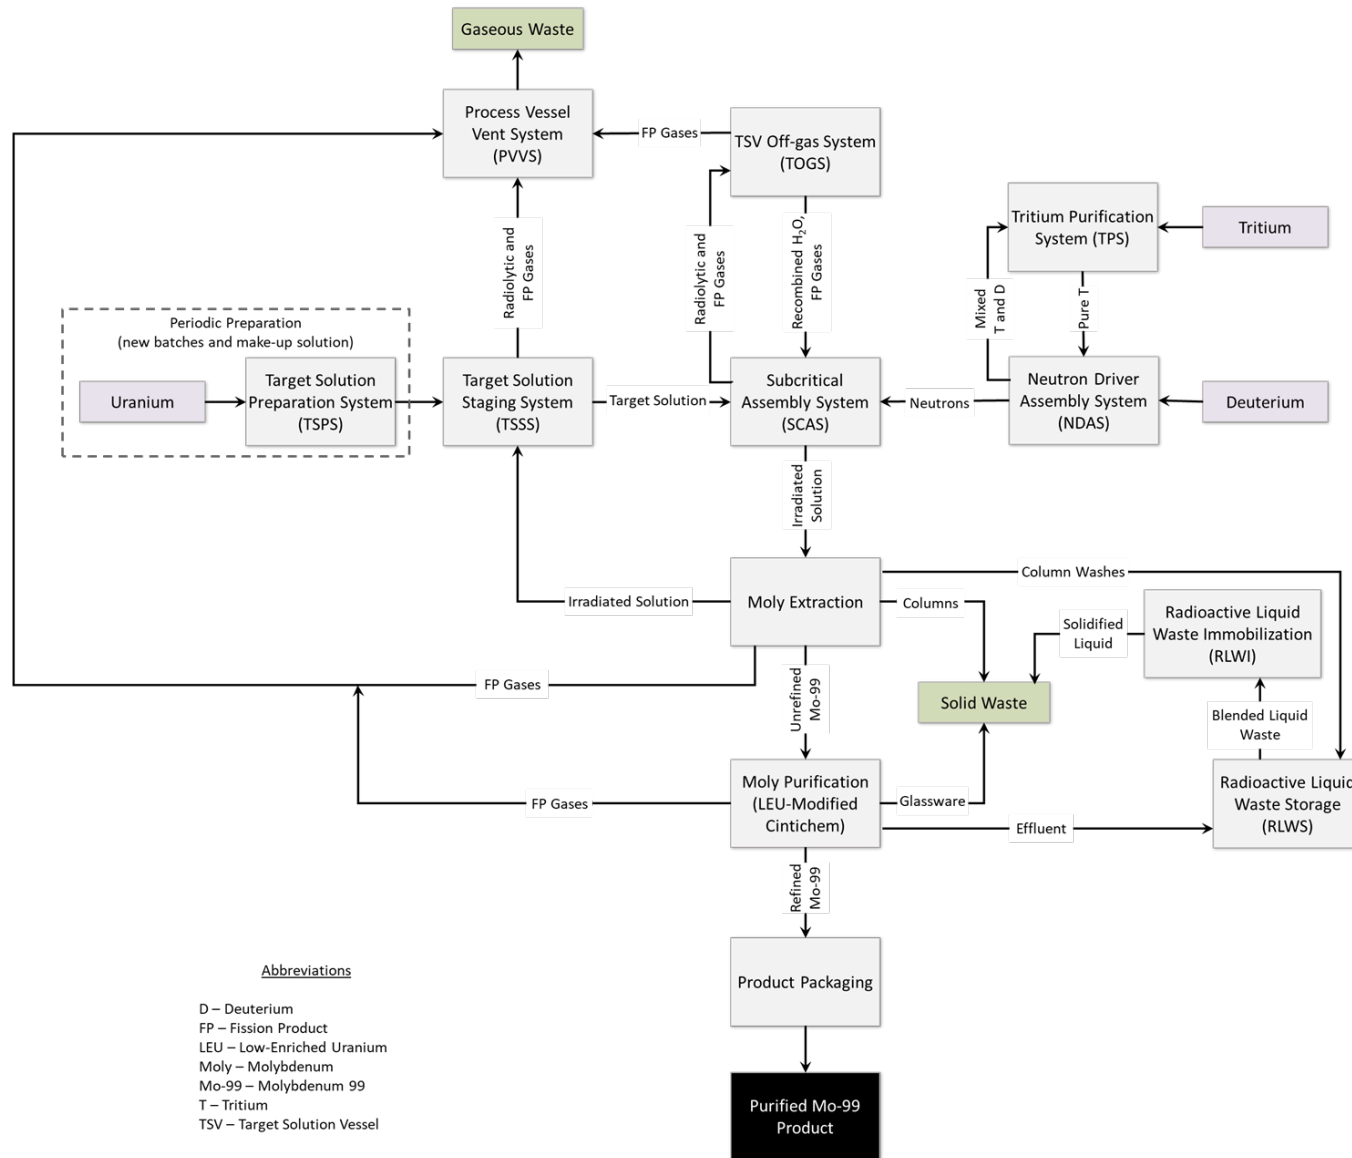 Gaseous Waste
Process Vessel
Vent System
(PVVS)
FP Gases
TSV Off-gas System
(TOGS)
Radiolytic and
FP Gases
Radiolytic and
FP Gases
Recombined H₂O,
FP Gases
Tritium Purification
System (TPS)
Tritium
Mixed
T and D
Pure T
Periodic Preparation
(new batches and make-up solution)
Uranium
Target Solution
Preparation System
(TSPS)
Target Solution
Staging System
(TSSS)
Target Solution
Subcritical
Assembly System
(SCAS)
Neutrons
Neutron Driver
Assembly System
(NDAS)
Deuterium
Irradiated
Solution
Irradiated Solution
Moly Extraction
Column Washes
Columns
Solidified
Liquid
Radioactive Liquid
Waste Immobilization
(RLWI)
FP Gases
Unrefined
Mo-99
Solid Waste
Blended Liquid
Waste
FP Gases
Moly Purification
(LEU-Modified
Cintichem)
Glassware
Effluent
Radioactive Liquid
Waste Storage
(RLWS)
Refined
Mo-99
Product Packaging
Purified Mo-99
Product
Abbreviations
D – Deuterium
FP – Fission Product
LEU – Low-Enriched Uranium
Moly – Molybdenum
Mo-99 – Molybdenum 99
T – Tritium
TSV – Target Solution Vessel